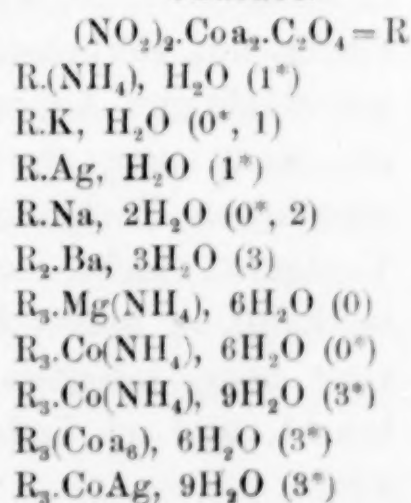 (NO₂)₂.Coa₂.C₂O₄ = R
R.(NH₄), H₂O (1*)
R.K, H₂O (0*, 1)
R.Ag, H₂O (1*)
R.Na, 2H₂O (0*, 2)
R₂.Ba, 3H₂O (3)
R₃.Mg(NH₄), 6H₂O (0)
R₃.Co(NH₄), 6H₂O (0*)
R₃.Co(NH₄), 9H₂O (3*)
R₃(Coa₆), 6H₂O (3*)
R₃.CoAg, 9H₂O (3*)